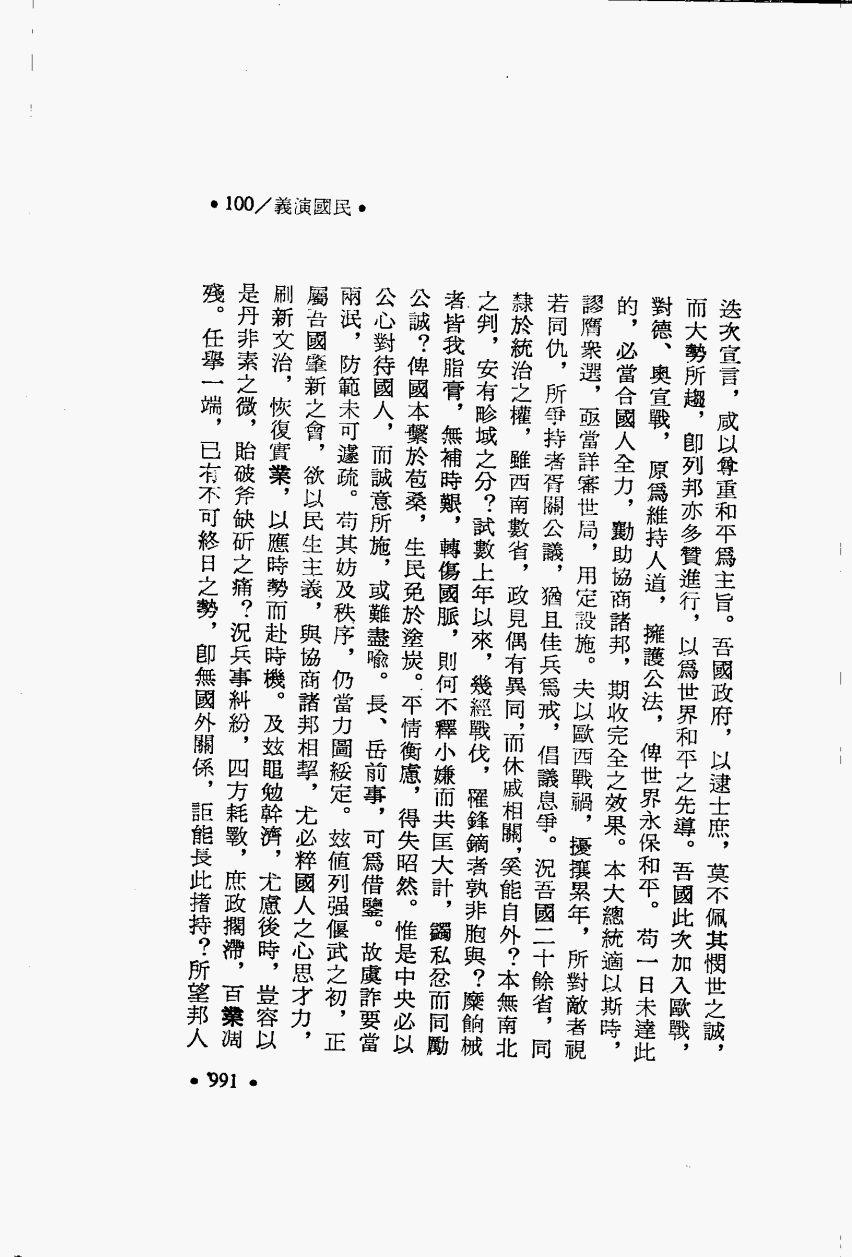 •100/義演國民•
迭次宣言，咸以尊重和平爲主旨。吾國政府，以逮士庶，莫不佩其憫世之誠，
而大勢所趨，卽列邦亦多贊進行，以爲世界和平之先導。吾國此次加入歐戰，
對德、奧宣戰，原爲維持人道，擁護公法，俾世界永保和平。苟一日未達此
的，必當合國人全力，勷助協商諸邦，期收完全之效果。本大總統適以斯時，
謬膺衆選，亟當詳審世局，用定設施。夫以歐西戰禍，擾攘累年，所對敵者視
若同仇，所爭持者胥關公議，猶且佳兵爲戒，倡議息爭。況吾國二十餘省，同
隸於統治之權，雖西南數省，政見偶有異同，而休戚相關，奚能自外？本無南北
之判，安有畛域之分？試數上年以來，幾經戰伐，罹鋒鏑者孰非胞與？糜餉械
者皆我脂膏，無補時艱，轉傷國脈，則何不釋小嫌而共匡大計，蠲私忿而同勵
公誠？俾國本繫於苞桑，生民免於塗炭。平情衡慮，得失昭然。惟是中央必以
公心對待國人，而誠意所施，或難盡喻。長、岳前事，可爲借鑒。故虞詐要當
兩泯，防範未可遽疏。苟其妨及秩序，仍當力圖綏定。玆値列强偃武之初，正
屬吾國肇新之會，欲以民生主義，與協商諸邦相挈，尤必粹國人之心思才力，
刷新文治，恢復實業，以應時勢而赴時機。及玆黽勉幹濟，尤慮後時，豈容以
是丹非素之微，貽破斧缺斨之痛？況兵事糾紛，四方耗斁，庶政擱滯，百業凋
殘。任舉一端，已有不可終日之勢，卽無國外關係，詎能長此撐持？所望邦人
•991•